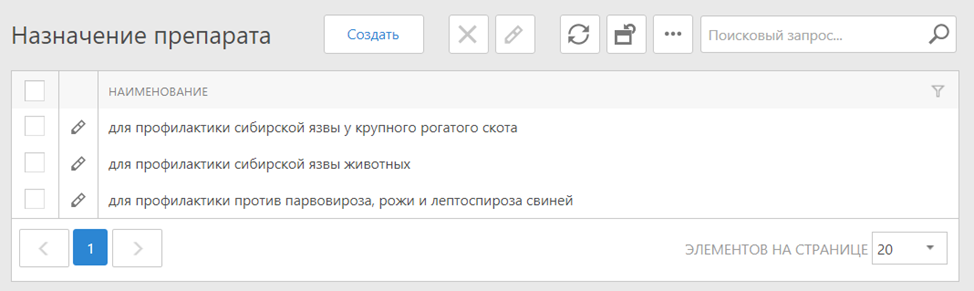 Назначение препарата
Создать
Поисковый запрос...
НАИМЕНОВАНИЕ
для профилактики сибирской язвы у крупного рогатого скота
для профилактики сибирской язвы животных
для профилактики против парвовироза, рожи и лептоспироза свиней
1
ЭЛЕМЕНТОВ НА СТРАНИЦЕ 20